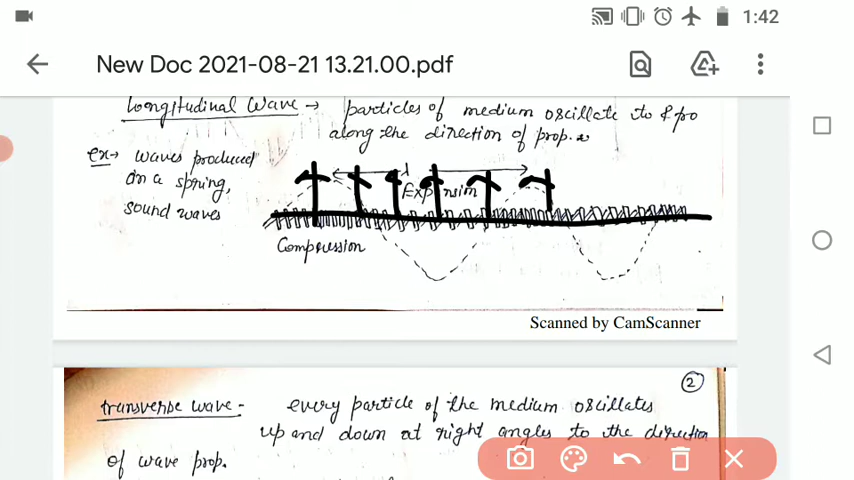 1:42
New Doc 2021-08-21 13.21.00.pdf
Longitudinal Wave → particles of medium oscillate to & fro
along the direction of prop.
ex→ waves produced
on a spring,
sound waves
λ
Compression
Scanned by CamScanner
②
transverse wave - every particle of the medium oscillates
up and down at right angles to the direction
of wave prop.